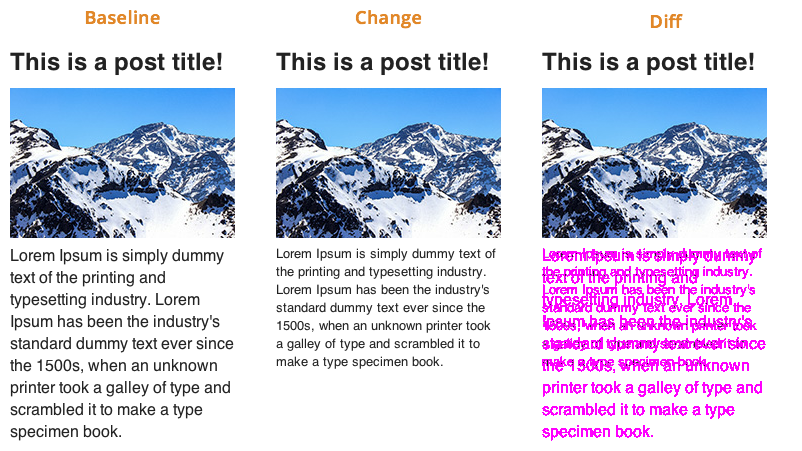 Baseline
This is a post title!
Lorem Ipsum is simply dummy
text of the printing and
typesetting industry. Lorem
Ipsum has been the industry's
standard dummy text ever since
the 1500s, when an unknown
printer took a galley of type and
scrambled it to make a type
specimen book.
Change
This is a post title!
Lorem Ipsum is simply dummy text of
the printing and typesetting industry.
Lorem Ipsum has been the industry's
standard dummy text ever since the
1500s, when an unknown printer took
a galley of type and scrambled it to
make a type specimen book.
Diff
This is a post title!
printer took a galley of type and
scrambled it to make a type
specimen book.